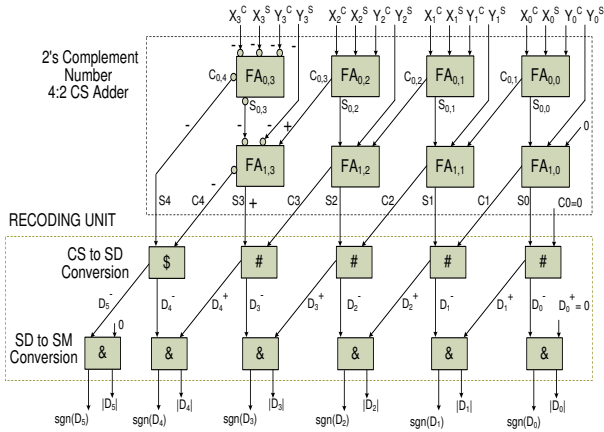 X₃ᶜ X₃ˢ Y₃ᶜ Y₃ˢ X₂ᶜ X₂ˢ Y₂ᶜ Y₂ˢ X₁ᶜ X₁ˢ Y₁ᶜ Y₁ˢ X₀ᶜ X₀ˢ Y₀ᶜ Y₀ˢ
2's Complement
Number
4:2 CS Adder
- - -
C₀,₄ FA₀,₃ C₀,₃ FA₀,₂ C₀,₂ FA₀,₁ C₀,₁ FA₀,₀
S₀,₃ S₀,₂ S₀,₁ S₀,₀
- - - + 0
FA₁,₃ FA₁,₂ FA₁,₁ FA₁,₀
-
S4 C4 S3 + C3 S2 C2 S1 C1 S0 C0=0
RECODING UNIT
CS to SD
Conversion
$ # # # #
D₅⁻ D₄⁻ D₄⁺ D₃⁻ D₃⁺ D₂⁻ D₂⁺ D₁⁻ D₁⁺ D₀⁻ D₀⁺ = 0
0
SD to SM
Conversion
& & & & & &
|D₅| |D₄| |D₃| |D₂| |D₁| |D₀|
sgn(D₅) sgn(D₄) sgn(D₃) sgn(D₂) sgn(D₁) sgn(D₀)